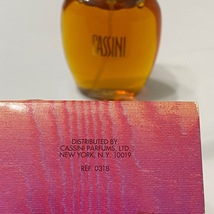 CASSINI
DISTRIBUTED BY
CASSINI PARFUMS, LTD.
NEW YORK, N.Y. 10019
REF. 0318